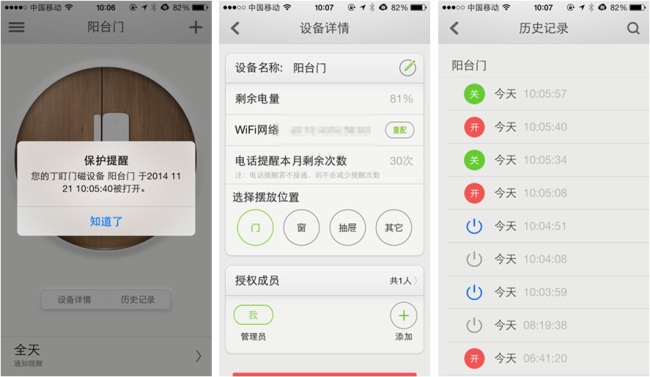 中国移动
10:06
82%
阳台门
保护提醒
您的丁盯门磁设备 阳台门 于2014 11
21 10:05:40被打开。
知道了
设备详情
历史记录
全天
通知提醒
中国移动
10:07
82%
设备详情
设备名称:
阳台门
剩余电量
81%
WiFi网络
重配
电话提醒本月剩余次数
30次
注:电话提醒若不接通,则不会减少提醒次数
选择摆放位置
门
窗
抽屉
其它
授权成员
共1人
我
管理员
添加
中国移动
10:07
82%
历史记录
阳台门
关 今天 10:05:57
开 今天 10:05:40
关 今天 10:05:34
开 今天 10:05:08
今天 10:04:51
今天 10:04:08
今天 10:03:59
今天 08:19:38
开 今天 06:41:20